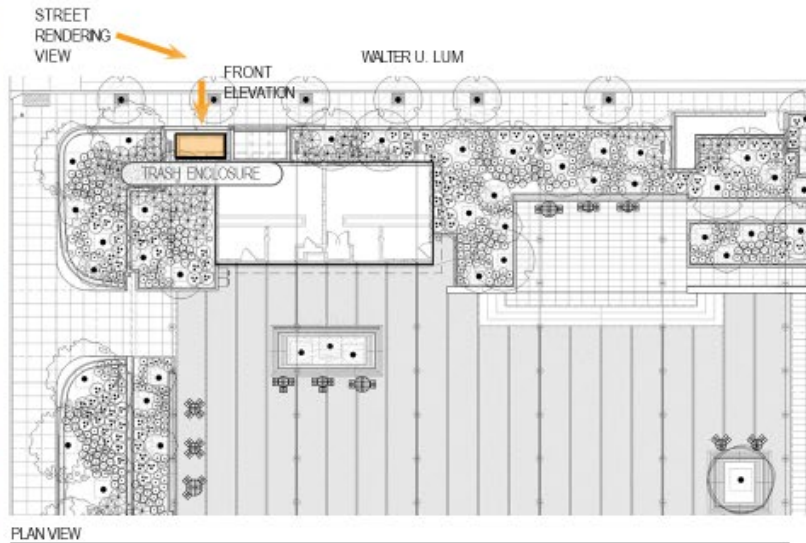 STREET
RENDERING
VIEW
WALTER U. LUM
FRONT
ELEVATION
TRASH ENCLOSURE
PLAN VIEW